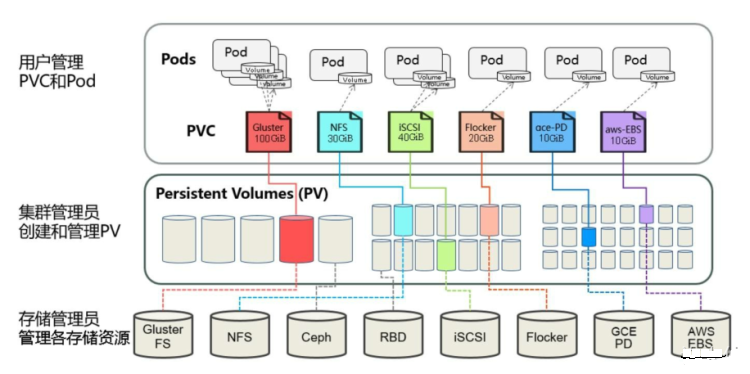 用户管理
PVC和Pod
Pods
Pod
Volume
Volume
Volume
Pod
Volume
Pod
Volume
Volume
Pod
Volume
Pod
Volume
Pod
Volume
PVC
Gluster
100GiB
NFS
30GiB
iSCSI
40GiB
Flocker
20GiB
gce-PD
10GiB
aws-EBS
10GiB
集群管理员
创建和管理PV
Persistent Volumes (PV)
存储管理员
管理各存储资源
Gluster
FS
NFS
Ceph
RBD
iSCSI
Flocker
GCE
PD
AWS
EBS